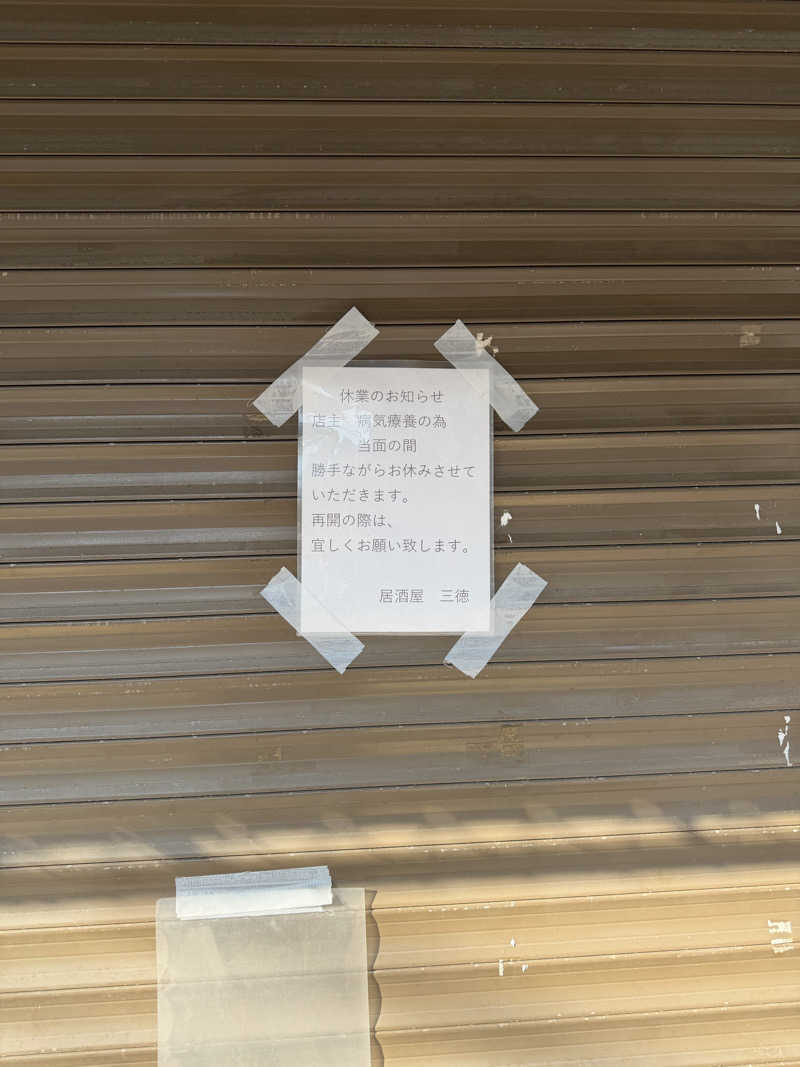 休業のお知らせ
店主　病気療養の為
当面の間
勝手ながらお休みさせて
いただきます。
再開の際は、
宜しくお願い致します。
居酒屋　三徳